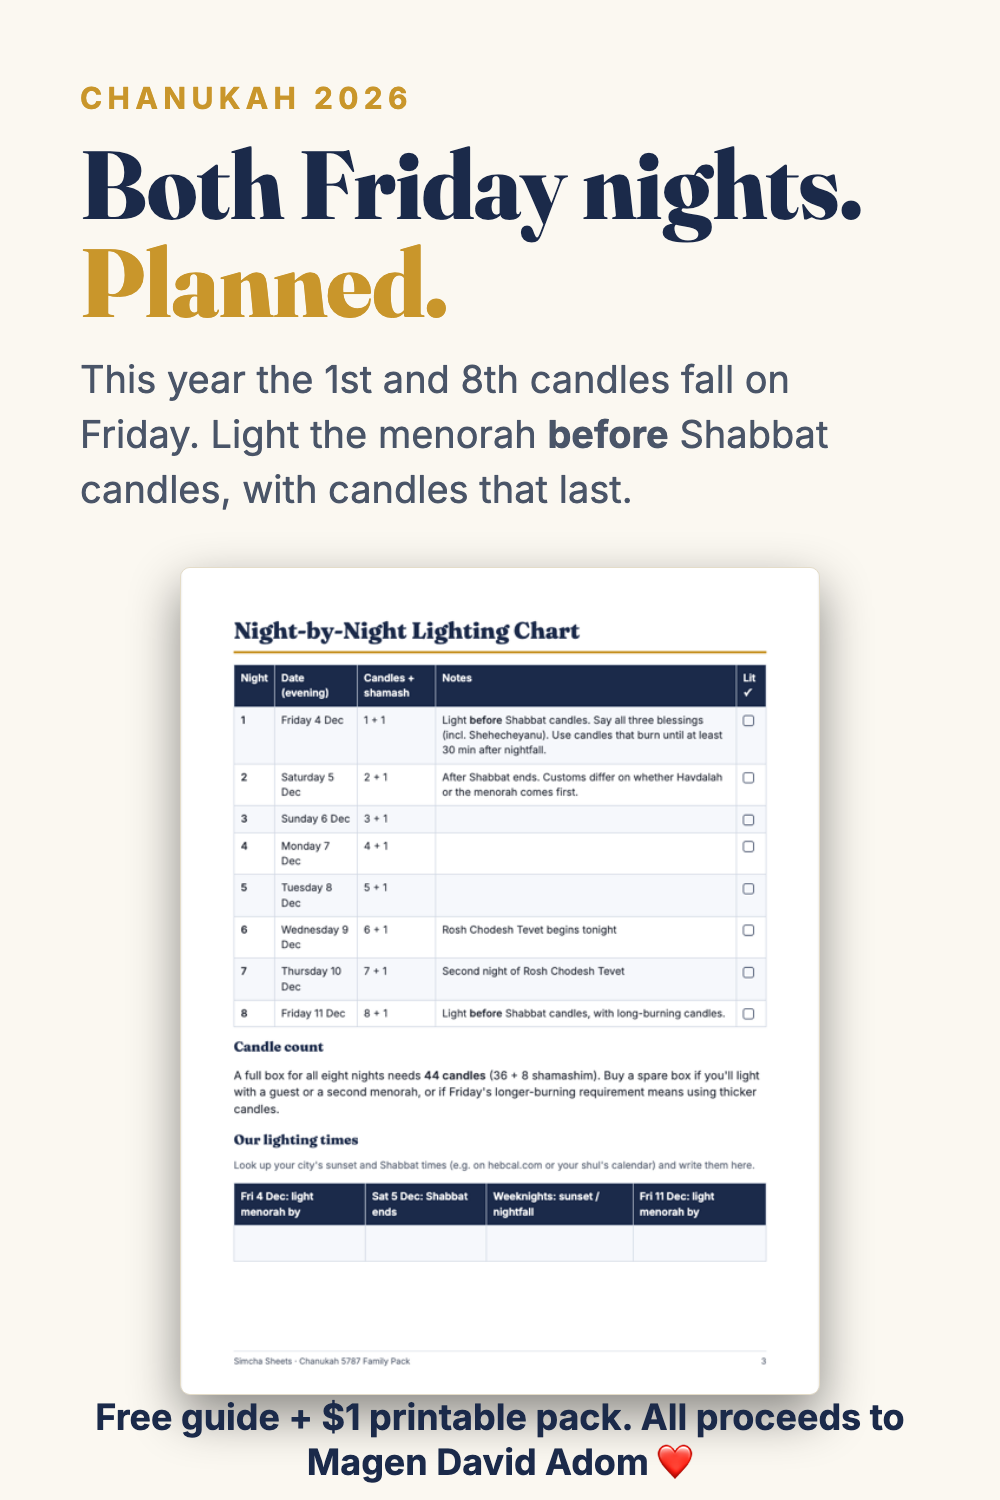 CHANUKAH 2026
Both Friday nights.
Planned.
This year the 1st and 8th candles fall on
Friday. Light the menorah before Shabbat
candles, with candles that last.
Night-by-Night Lighting Chart
Night Date (evening) Candles + shamash Notes Lit ✓
1 Friday 4 Dec 1 + 1 Light before Shabbat candles. Say all three blessings (incl. Shehecheyanu). Use candles that burn until at least 30 min after nightfall.
2 Saturday 5 Dec 2 + 1 After Shabbat ends. Customs differ on whether Havdalah or the menorah comes first.
3 Sunday 6 Dec 3 + 1
4 Monday 7 Dec 4 + 1
5 Tuesday 8 Dec 5 + 1
6 Wednesday 9 Dec 6 + 1 Rosh Chodesh Tevet begins tonight
7 Thursday 10 Dec 7 + 1 Second night of Rosh Chodesh Tevet
8 Friday 11 Dec 8 + 1 Light before Shabbat candles, with long-burning candles.
Candle count
A full box for all eight nights needs 44 candles (36 + 8 shamashim). Buy a spare box if you'll light
with a guest or a second menorah, or if Friday's longer-burning requirement means using thicker
candles.
Our lighting times
Look up your city's sunset and Shabbat times (e.g. on hebcal.com or your shul's calendar) and write them here.
Fri 4 Dec: light menorah by Sat 5 Dec: Shabbat ends Weeknights: sunset / nightfall Fri 11 Dec: light menorah by
Simcha Sheets · Chanukah 5787 Family Pack 3
Free guide + $1 printable pack. All proceeds to
Magen David Adom ❤️